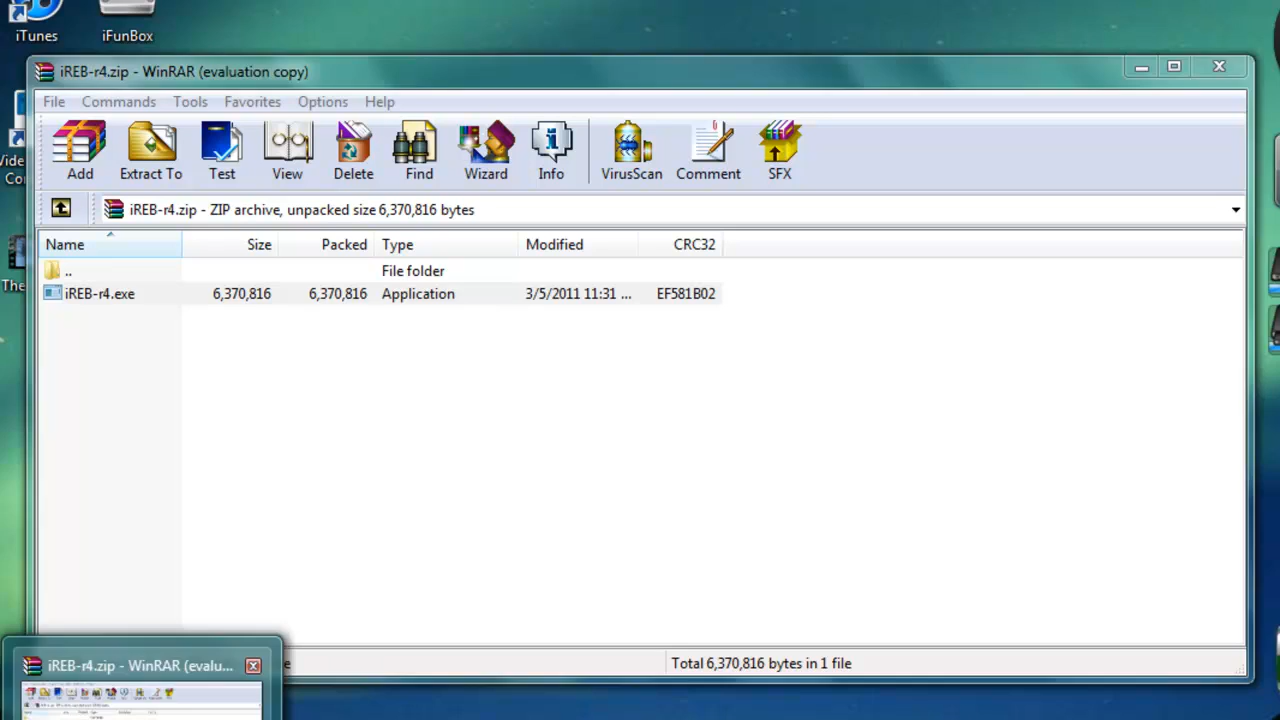 iTunes
iFunBox
iREB-r4.zip - WinRAR (evaluation copy)
File Commands Tools Favorites Options Help
Add Extract To Test View Delete Find Wizard Info VirusScan Comment SFX
iREB-r4.zip - ZIP archive, unpacked size 6,370,816 bytes
Name Size Packed Type Modified CRC32
.. File folder
iREB-r4.exe 6,370,816 6,370,816 Application 3/5/2011 11:31 ... EF581B02
Vide
Con
The
Total 6,370,816 bytes in 1 file
iREB-r4.zip - WinRAR (evalu...